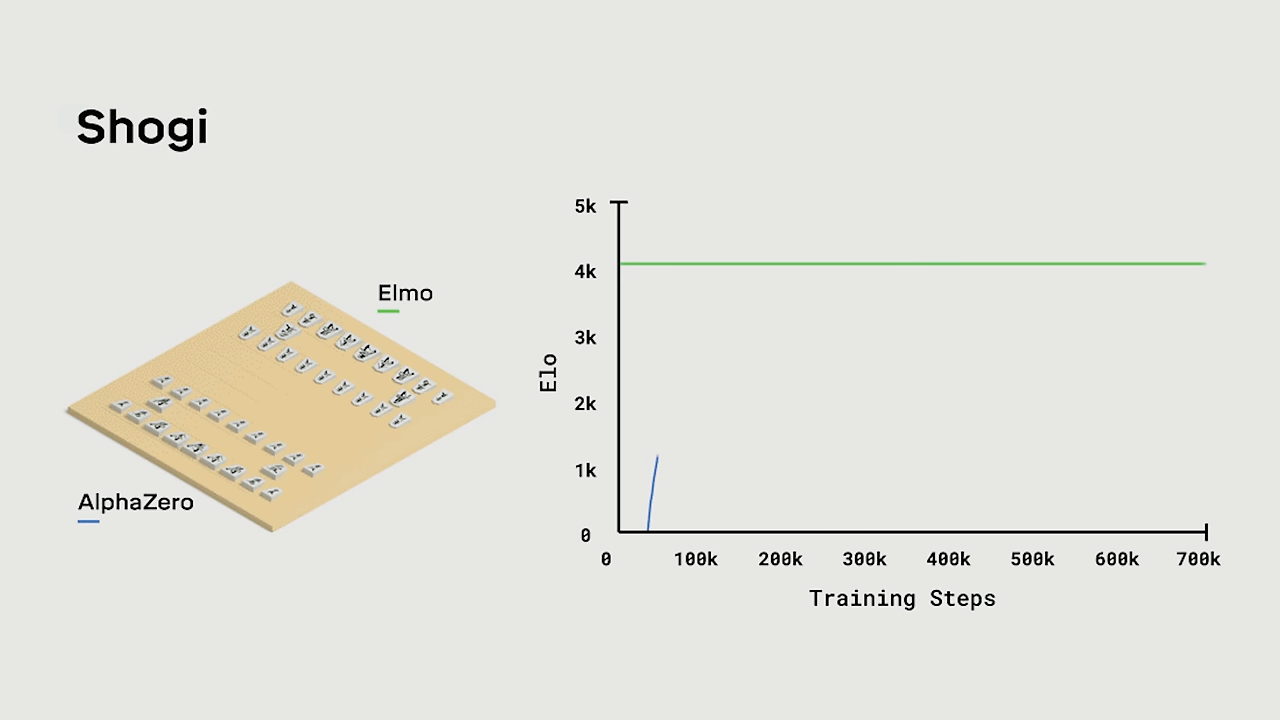 Shogi
Elmo
AlphaZero
5k
4k
3k
2k
1k
0
Elo
0 100k 200k 300k 400k 500k 600k 700k
Training Steps